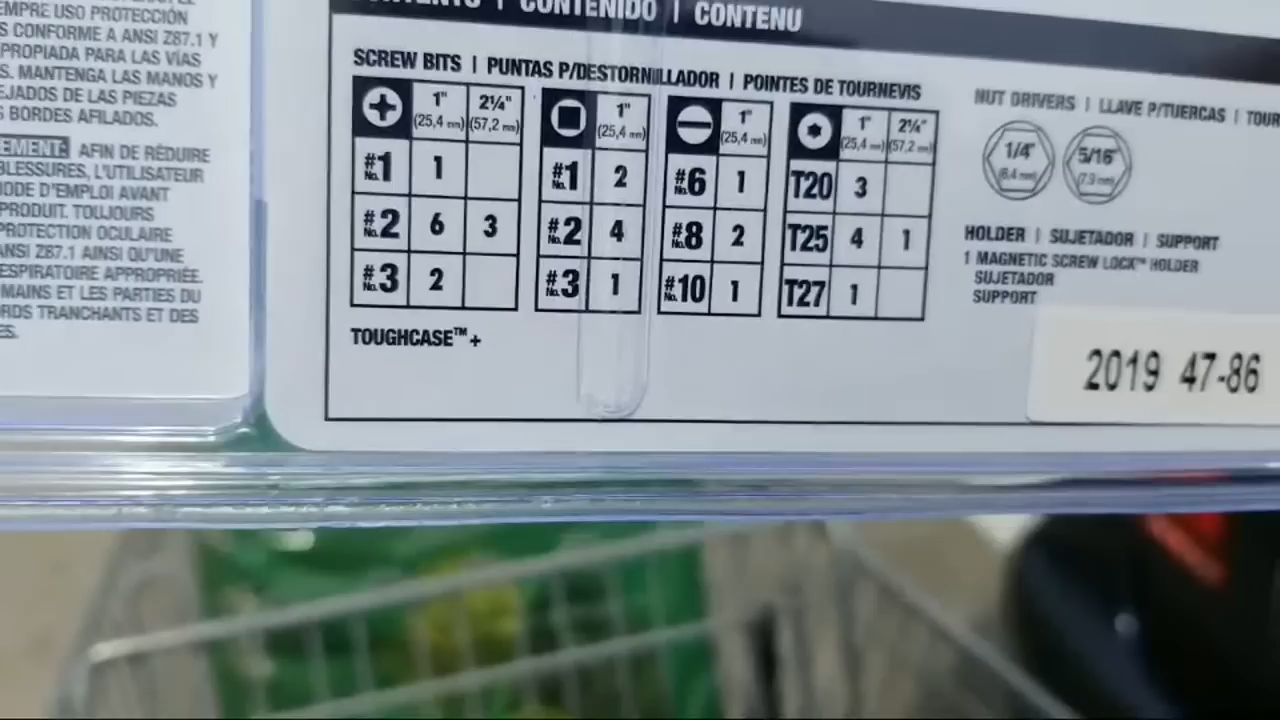 EMPRE USO PROTECCIÓN
S CONFORME A ANSI Z87.1 Y
PROPIADA PARA LAS VÍAS
S. MANTENGA LAS MANOS Y
EJADOS DE LAS PIEZAS
S BORDES AFILADOS.
EMENT: AFIN DE RÉDUIRE
BLESSURES, L'UTILISATEUR
MODE D'EMPLOI AVANT
PRODUIT. TOUJOURS
PROTECTION OCULAIRE
ANSI Z87.1 AINSI QU'UNE
ESPIRATOIRE APPROPRIÉE.
MAINS ET LES PARTIES DU
RDS TRANCHANTS ET DES
ES.
CONTENIDO | CONTENU
SCREW BITS | PUNTAS P/DESTORNILLADOR | POINTES DE TOURNEVIS
1" (25,4 mm) 2¼" (57,2 mm)
#No.1 1
#No.2 6 3
#No.3 2
1" (25,4 mm)
#No.1 2
#No.2 4
#No.3 1
1" (25,4 mm)
#No.6 1
#No.8 2
#No.10 1
1" (25,4 mm) 2¼" (57,2 mm)
T20 3
T25 4 1
T27 1
TOUGHCASE™ +
NUT DRIVERS | LLAVE P/TUERCAS | TOUR
1/4" (6,4 mm)
5/16" (7,9 mm)
HOLDER | SUJETADOR | SUPPORT
1 MAGNETIC SCREW LOCK™ HOLDER
SUJETADOR
SUPPORT
2019 47-86